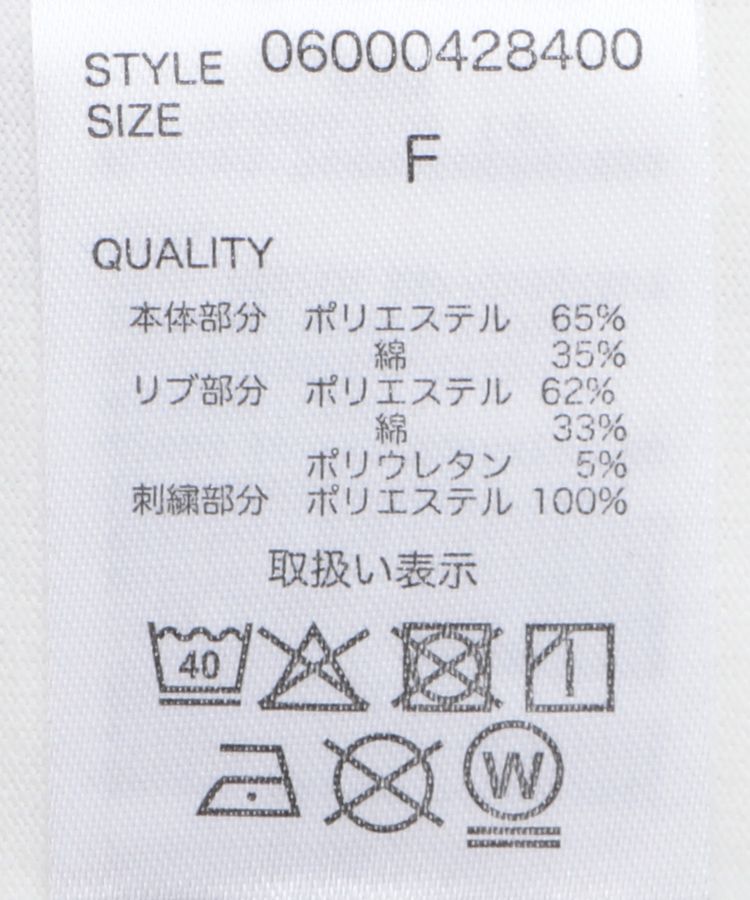 STYLE 06000428400
SIZE
F
QUALITY
本体部分 ポリエステル 65%
綿 35%
リブ部分 ポリエステル 62%
綿 33%
ポリウレタン 5%
刺繍部分 ポリエステル 100%
取扱い表示
40
W